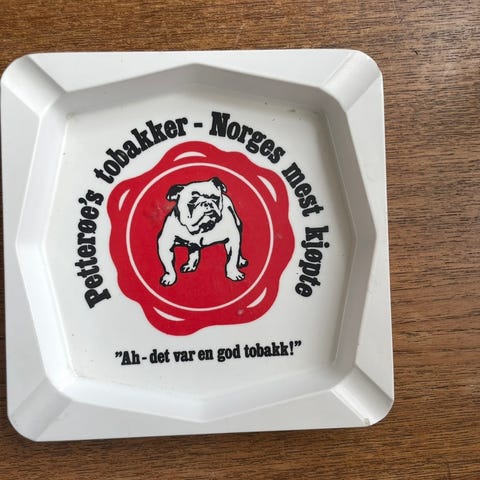 Petterøe's tobakker - Norges mest kjøpte
"Ah - det var en god tobakk!"